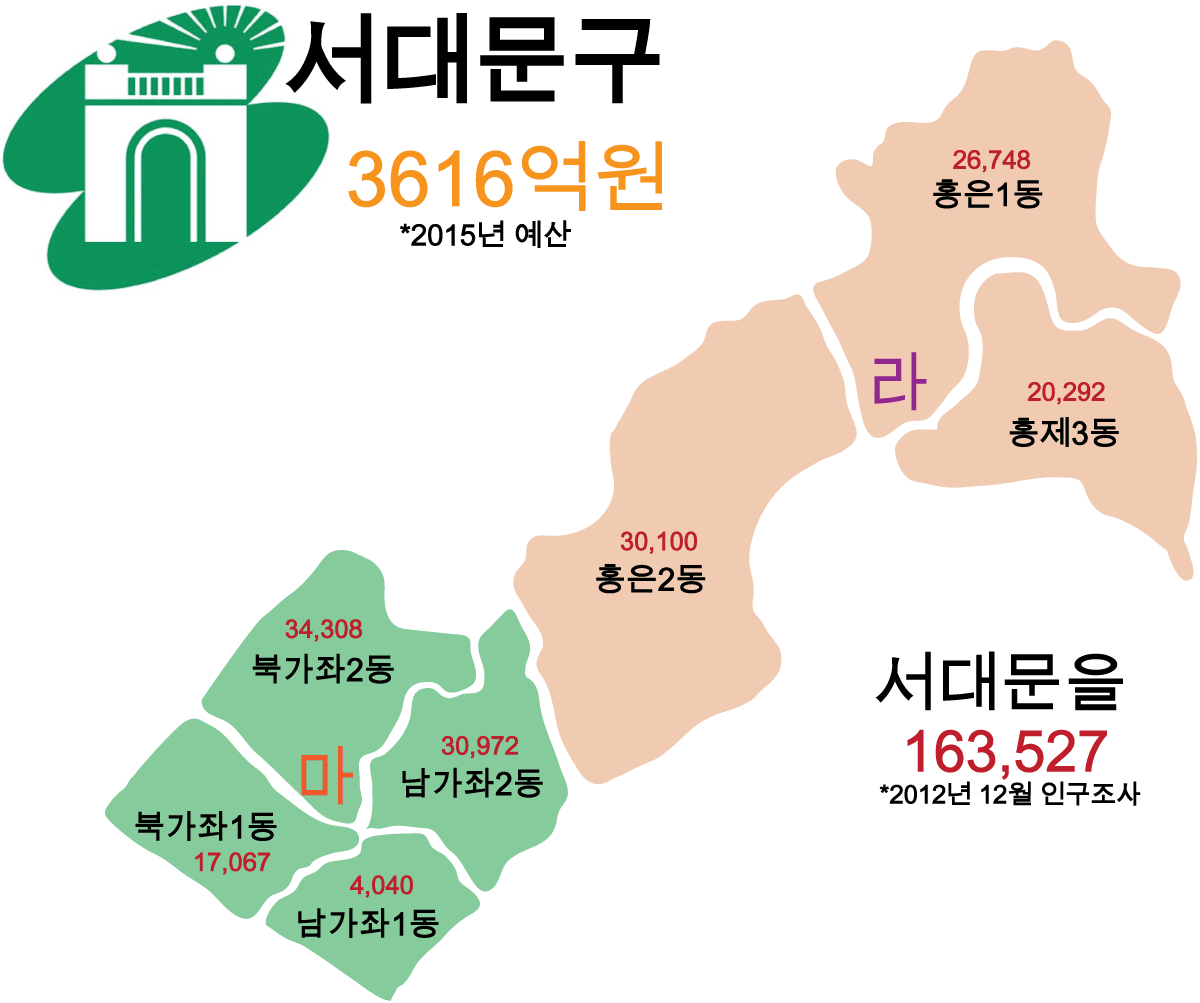 서대문구
3616억원
*2015년 예산
26,748
홍은1동
라
20,292
홍제3동
30,100
홍은2동
34,308
북가좌2동
마
30,972
남가좌2동
북가좌1동
17,067
4,040
남가좌1동
서대문을
163,527
*2012년 12월 인구조사